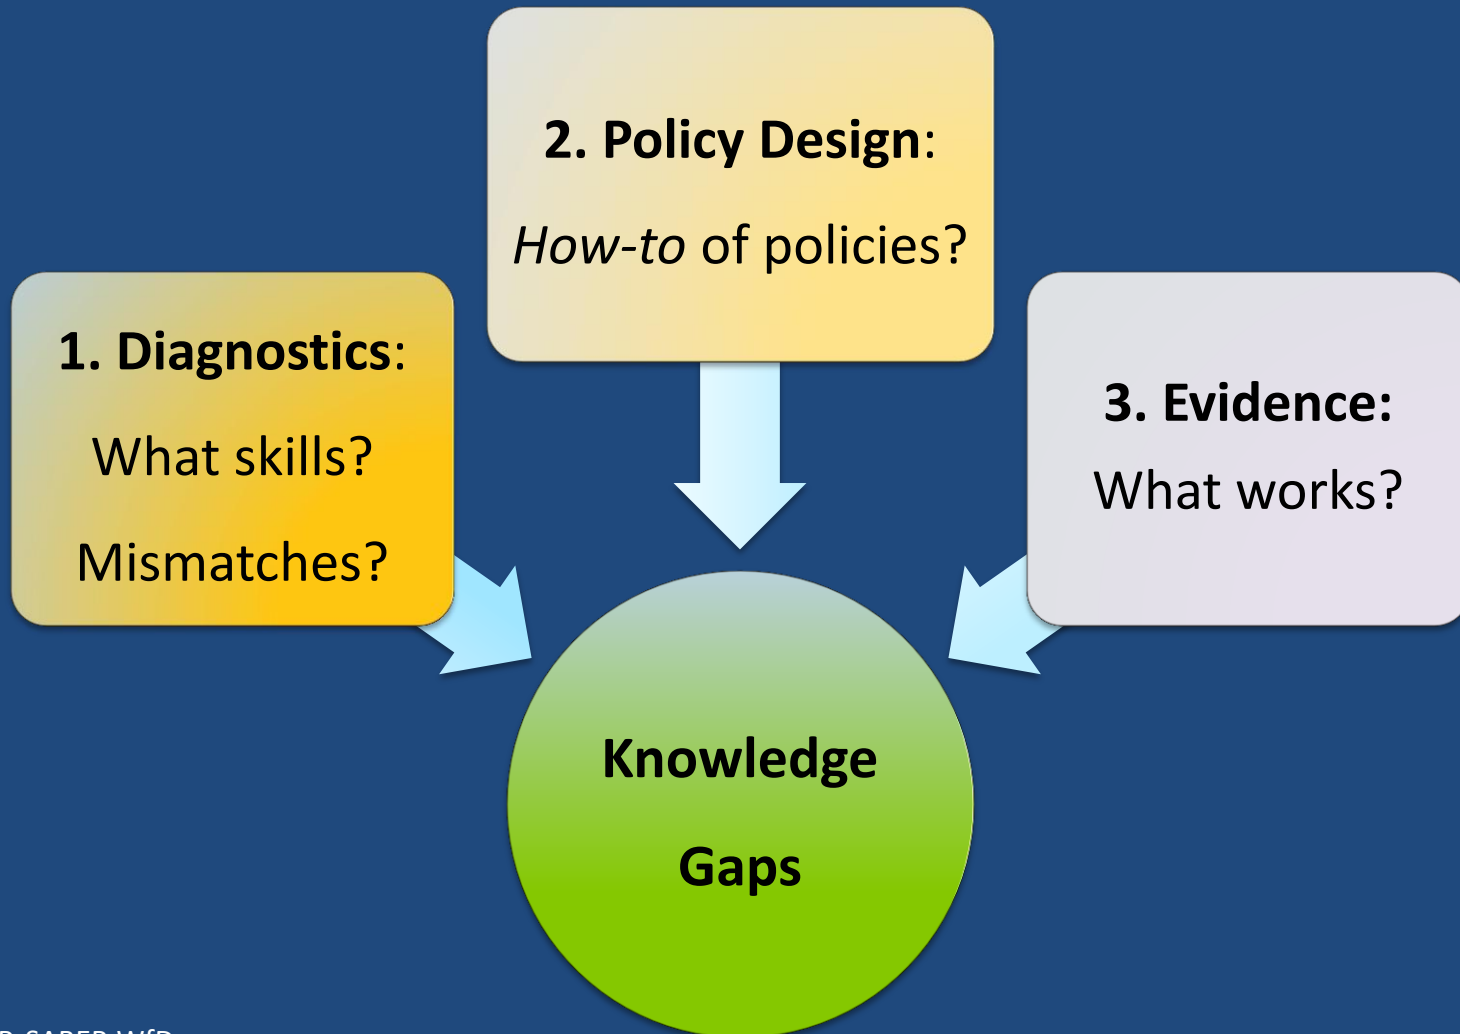 2. Policy Design:
How-to of policies?
1. Diagnostics:
What skills?
Mismatches?
3. Evidence:
What works?
Knowledge
Gaps